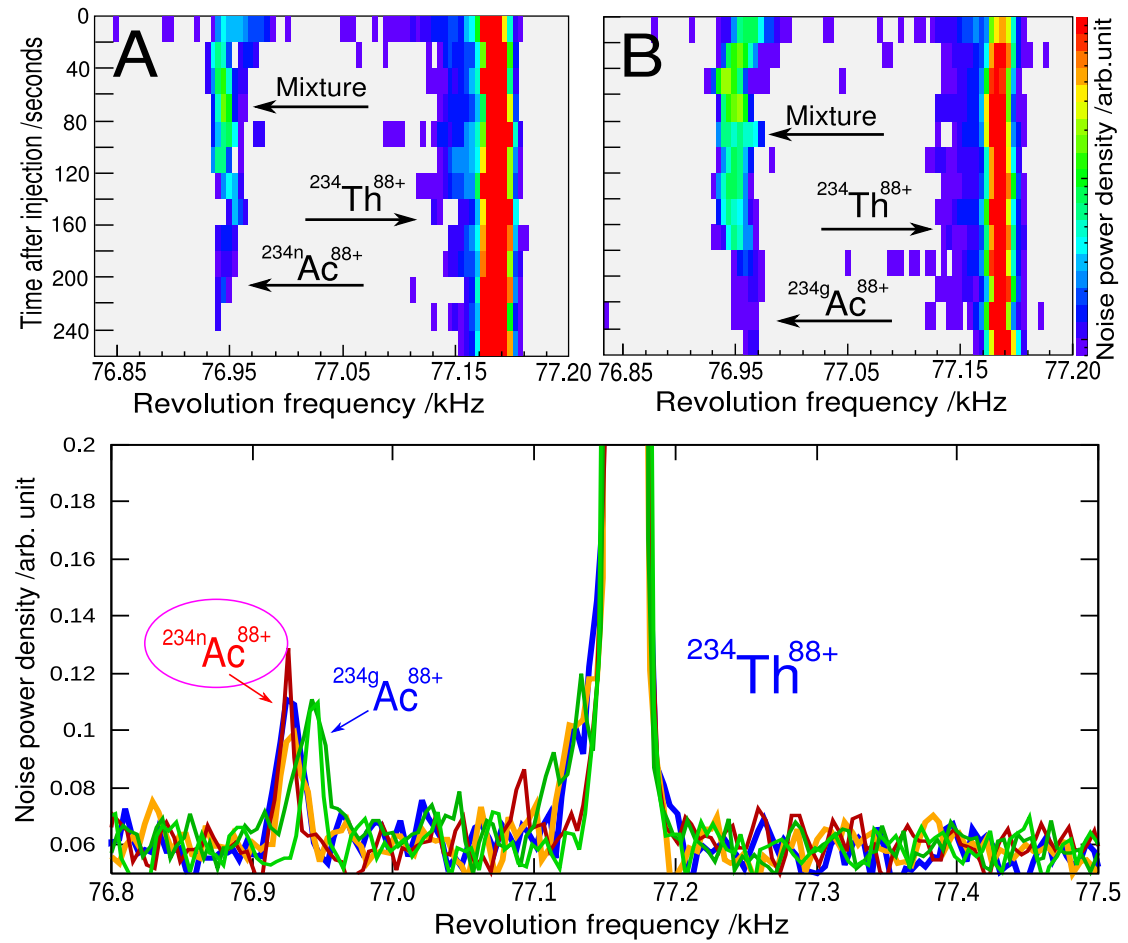 A
B
0
40
80
120
160
200
240
Time after injection /seconds
Mixture
234Th88+
234nAc88+
76.85
76.95
77.05
77.15
77.20
Revolution frequency /kHz
Mixture
234Th88+
234gAc88+
76.85
76.95
77.05
77.15
77.20
Revolution frequency /kHz
Noise power density /arb.unit
0.2
0.18
0.16
0.14
0.12
0.1
0.08
0.06
Noise power density /arb. unit
234nAc88+
234gAc88+
234Th88+
76.8
76.9
77.0
77.1
77.2
77.3
77.4
77.5
Revolution frequency /kHz